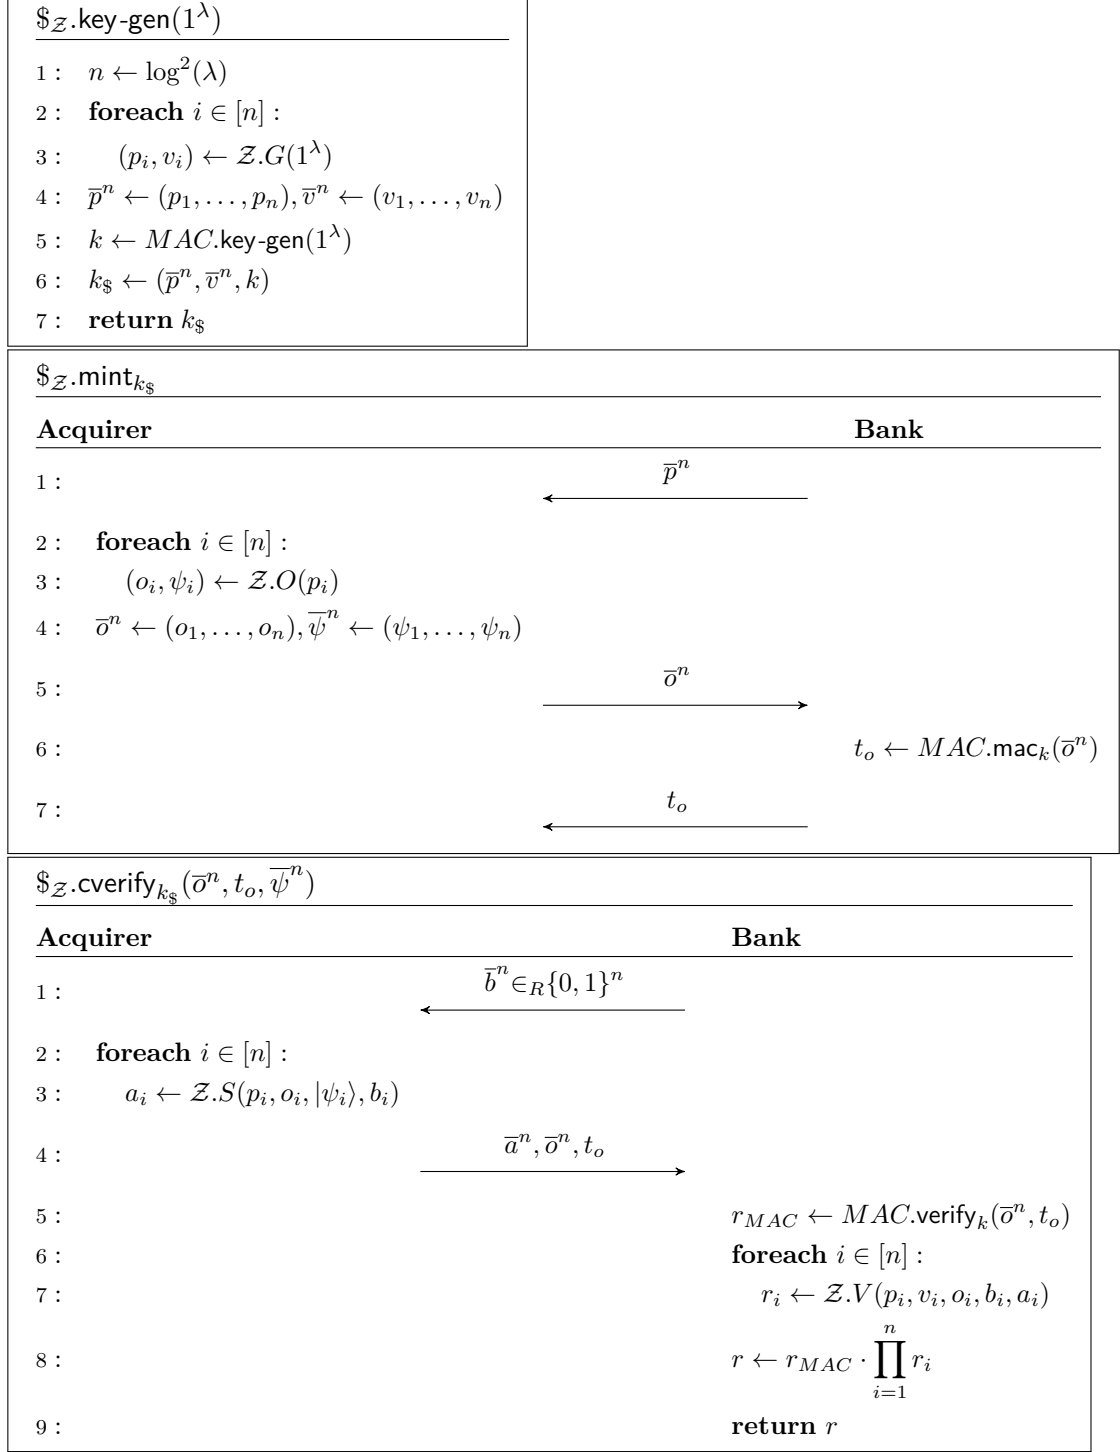 $_𝒵.key-gen(1^λ)
1 : n ← log²(λ)
2 : foreach i ∈ [n] :
3 : (p_i, v_i) ← 𝒵.G(1^λ)
4 : p̅^n ← (p_1, . . . , p_n), v̅^n ← (v_1, . . . , v_n)
5 : k ← MAC.key-gen(1^λ)
6 : k_$ ← (p̅^n, v̅^n, k)
7 : return k_$
$_𝒵.mint_{k_$}
Acquirer Bank
1 : p̅^n
2 : foreach i ∈ [n] :
3 : (o_i, ψ_i) ← 𝒵.O(p_i)
4 : o̅^n ← (o_1, . . . , o_n), ψ̅^n ← (ψ_1, . . . , ψ_n)
5 : o̅^n
6 : t_o ← MAC.mac_k(o̅^n)
7 : t_o
$_𝒵.cverify_{k_$}(o̅^n, t_o, ψ̅^n)
Acquirer Bank
1 : b̅^n ∈_R {0, 1}^n
2 : foreach i ∈ [n] :
3 : a_i ← 𝒵.S(p_i, o_i, |ψ_i⟩, b_i)
4 : a̅^n, o̅^n, t_o
5 : r_{MAC} ← MAC.verify_k(o̅^n, t_o)
6 : foreach i ∈ [n] :
7 : r_i ← 𝒵.V(p_i, v_i, o_i, b_i, a_i)
8 : r ← r_{MAC} · ∏_{i=1}^{n} r_i
9 : return r